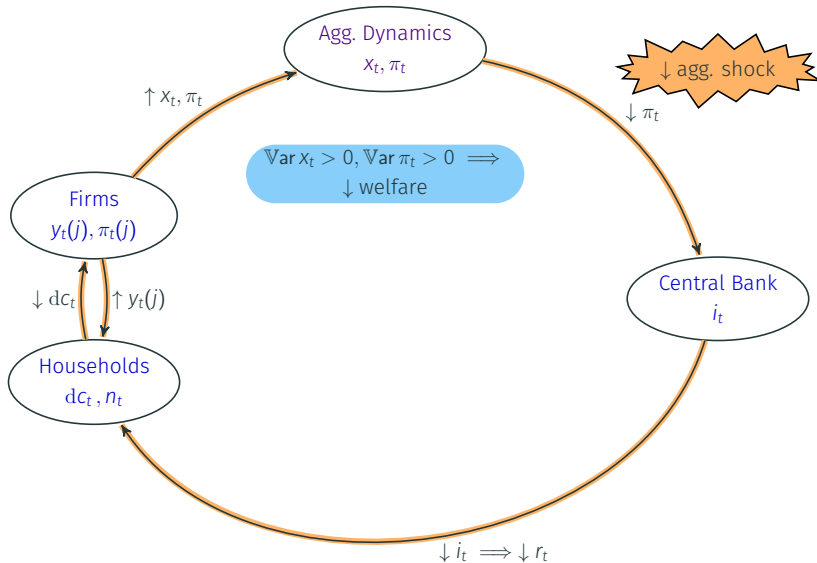 Agg. Dynamics
x_t, π_t
↓ agg. shock
↑ x_t, π_t
↓ π_t
𝕍ar x_t > 0, 𝕍ar π_t > 0 ⟹
↓ welfare
Firms
y_t(j), π_t(j)
Central Bank
i_t
↓ dc_t
↑ y_t(j)
Households
dc_t, n_t
↓ i_t ⟹ ↓ r_t